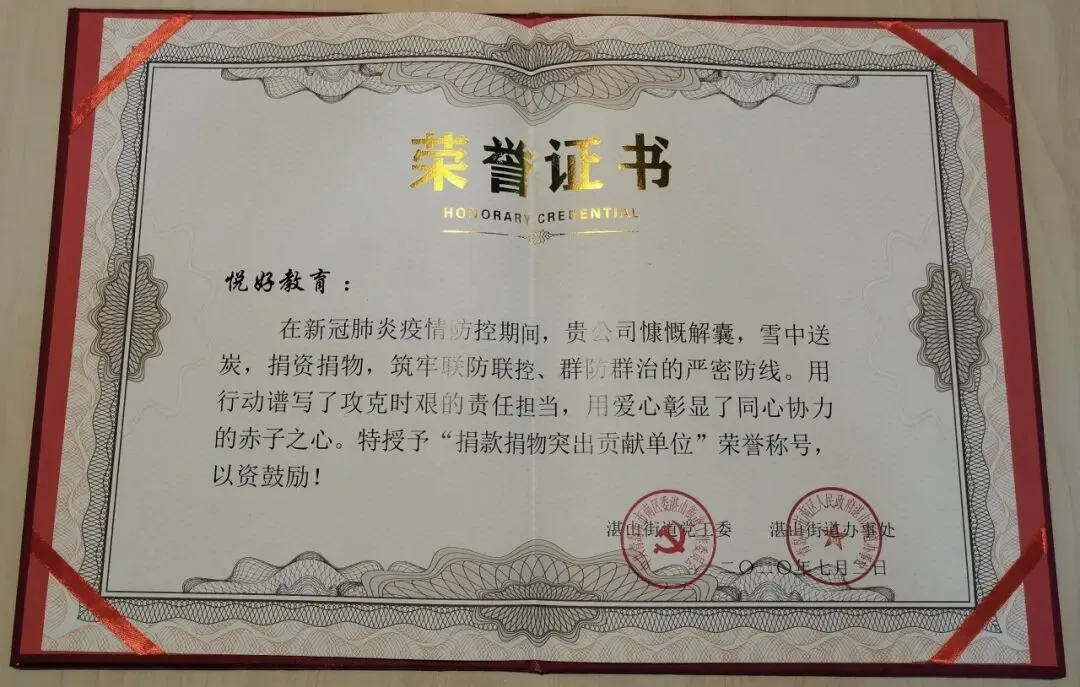 荣誉证书
HONORARY CREDENTIAL
悦好教育：
在新冠肺炎疫情防控期间，贵公司慷慨解囊，雪中送
炭，捐资捐物，筑牢联防联控、群防群治的严密防线。用
行动谱写了攻克时艰的责任担当，用爱心彰显了同心协力
的赤子之心。特授予“捐款捐物突出贡献单位”荣誉称号，
以资鼓励！
湛山街道党工委 湛山街道办事处
二〇二〇年七月 日